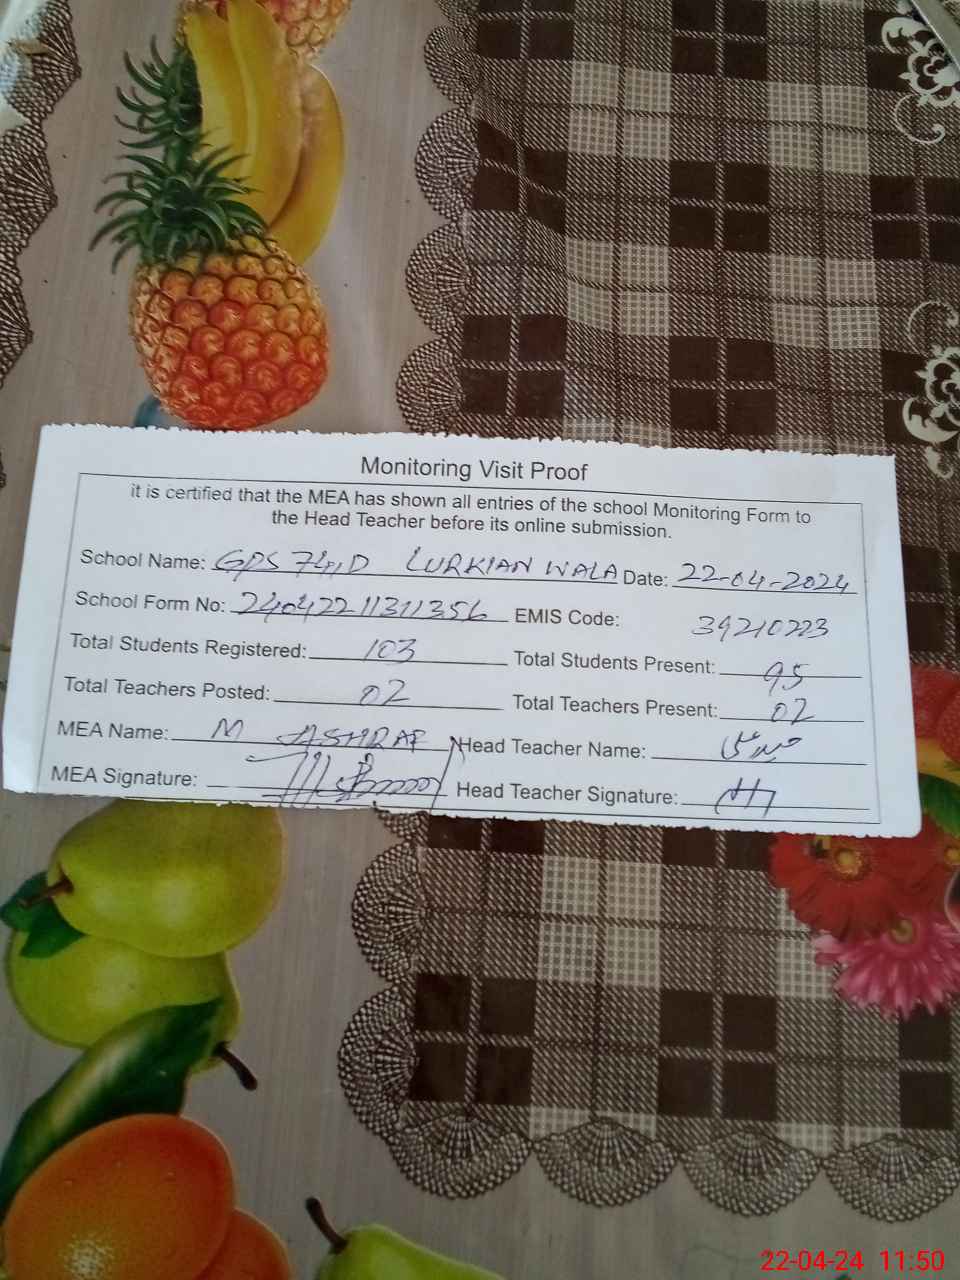 Monitoring Visit Proof
it is certified that the MEA has shown all entries of the school Monitoring Form to
the Head Teacher before its online submission.
School Name: GPS 74/D LURKIAN WALA Date: 22-04-2024
School Form No: 24042211311356 EMIS Code: 39210223
Total Students Registered: 103 Total Students Present: 95
Total Teachers Posted: 02 Total Teachers Present: 02
MEA Name: M ASHRAF Head Teacher Name:
MEA Signature: Head Teacher Signature:
22-04-24 11:50